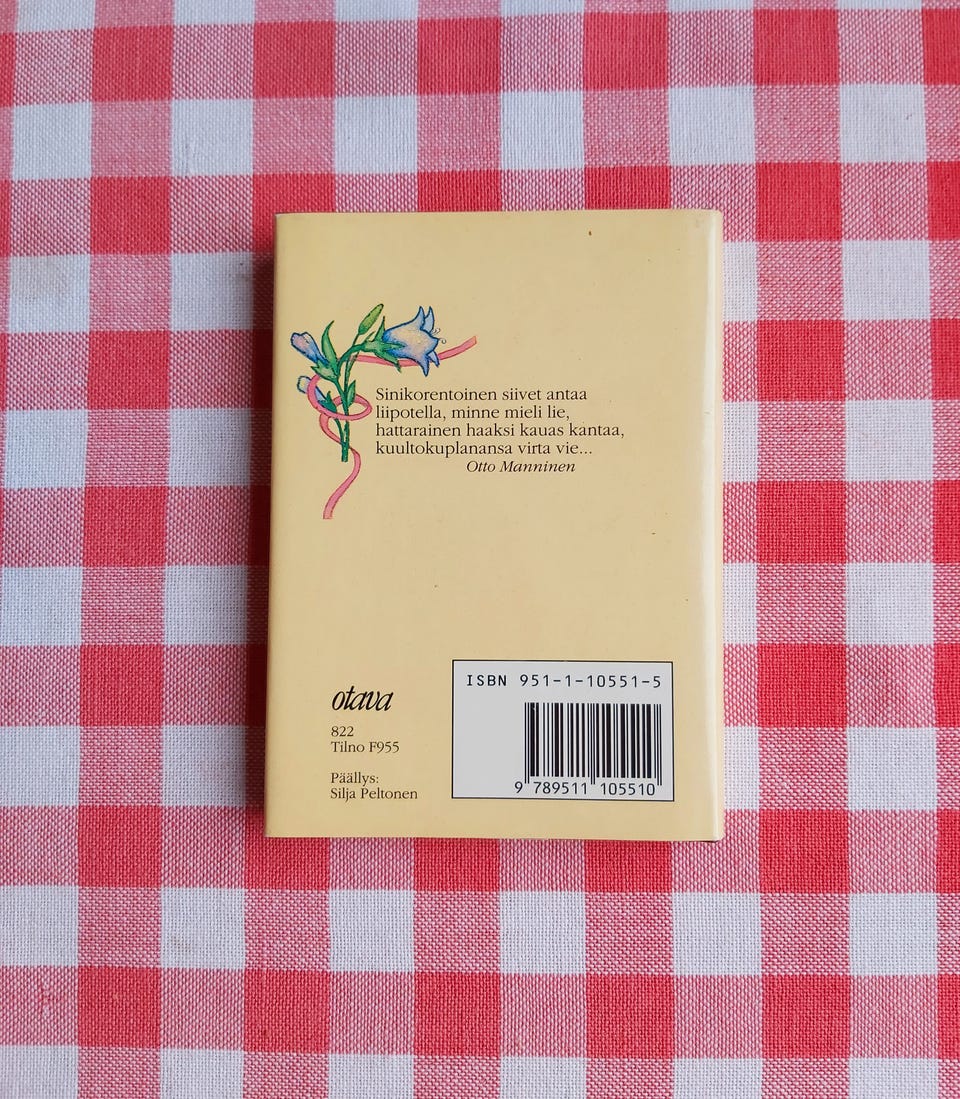 Sinikorentoinen siivet antaa
liipotella, minne mieli lie,
hattarainen haaksi kauas kantaa,
kuultokuplanansa virta vie...
Otto Manninen
otava
822
Tilno F955
Päällys:
Silja Peltonen
ISBN 951-1-10551-5
9 789511 105510